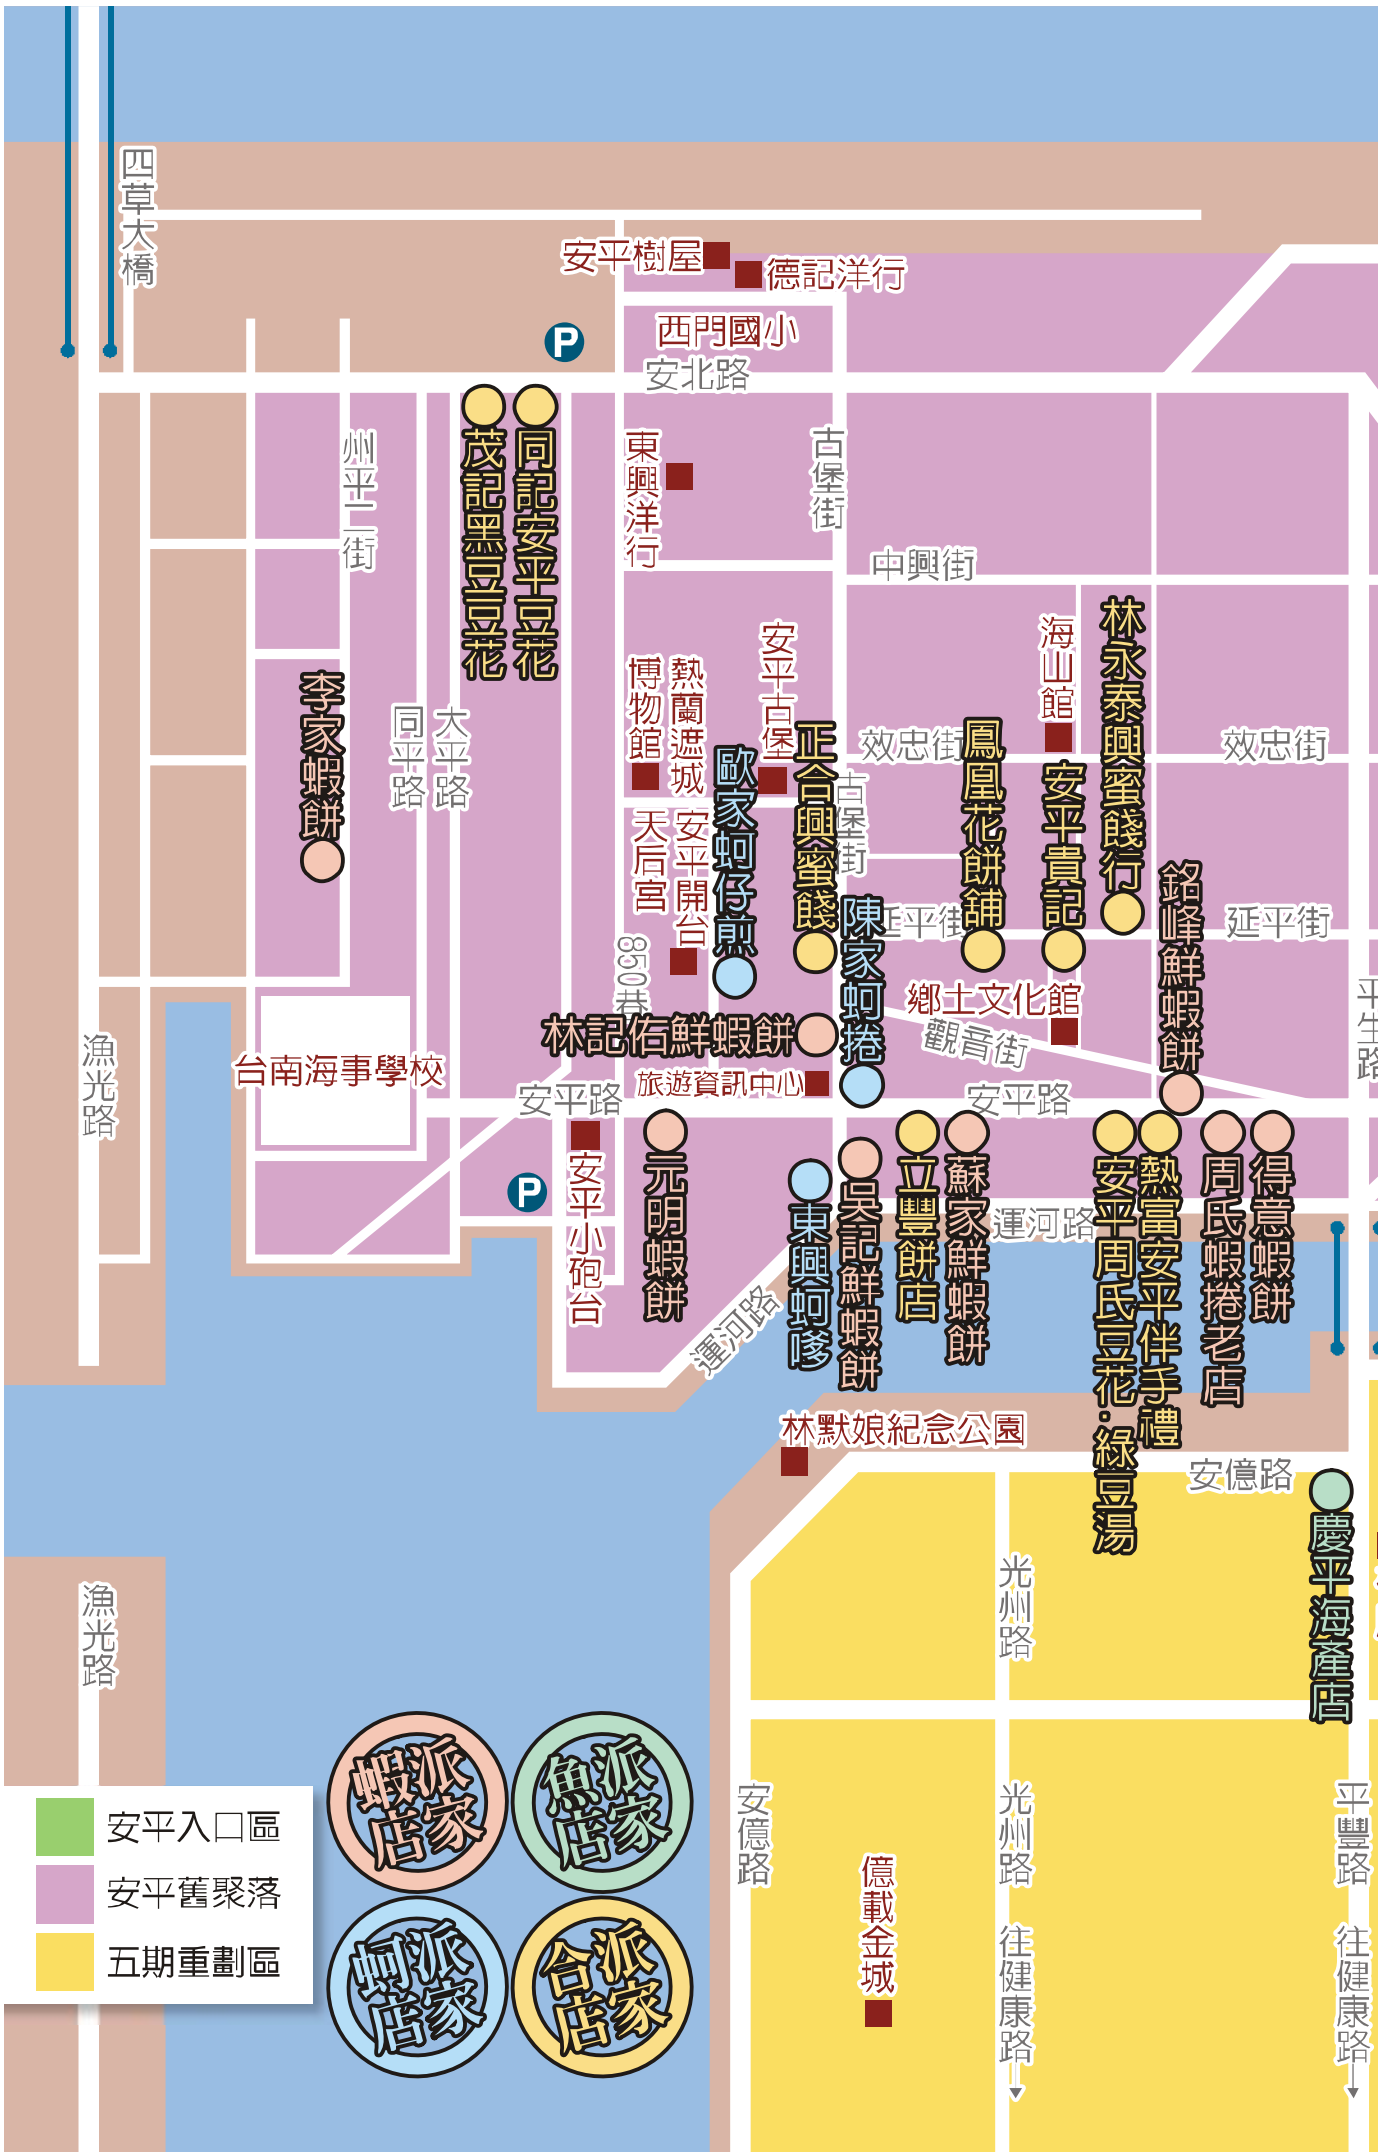 四草大橋
安平樹屋
德記洋行
西門國小
安北路
州平二街
茂記黑豆花
同記安平豆花
東興洋行
古堡街
中興街
李家蝦餅
同平路
大平路
博物館
熱蘭遮城
安平古堡
海山館
林永泰興蜜餞行
效忠街
效忠街
正合興蜜餞
歐家蚵仔煎
古堡街
鳳凰花餅舖
安平貴記
天后宮
安平開台
850巷
陳家蚵捲
延平街
延平街
銘峰鮮蝦餅
鄉土文化館
觀音街
平生路
漁光路
台南海事學校
林記佑鮮蝦餅
旅遊資訊中心
安平路
安平路
安平小砲台
元明蝦餅
東興蚵嗲
吳記鮮蝦餅
立豐餅店
蘇家鮮蝦餅
運河路
運河路
安平周氏豆花.綠豆湯
熱富安平伴手禮
周氏蝦捲老店
得意蝦餅
林默娘紀念公園
安億路
慶平海產店
漁光路
光州路
蝦派店家
魚派店家
蚵派店家
合派店家
安平入口區
安平舊聚落
五期重劃區
安億路
光州路
平豐路
億載金城
往健康路
往健康路
P
P